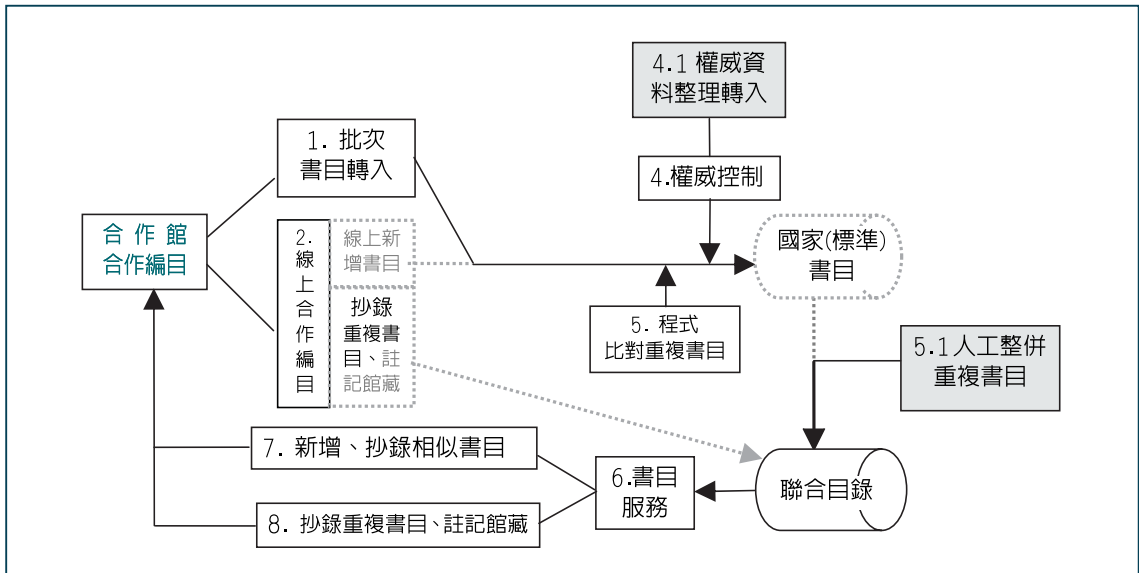 4.1 權威資
料整理轉入
1. 批次
書目轉入
4.權威控制
合作館
合作編目
2.
線
上
合
作
編
目
線上新
增書目
抄錄
重複書
目、註
記館藏
國家(標準)
書目
5. 程式
比對重複書目
5.1人工整併
重複書目
7. 新增、抄錄相似書目
6.書目
服務
聯合目錄
8. 抄錄重複書目、註記館藏